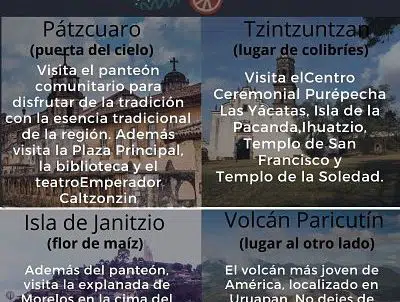 Pátzcuaro
(puerta del cielo)
Visita el panteón
comunitario para
disfrutar de la tradición
con la esencia tradicional
de la región. Además
visita la Plaza Principal,
la biblioteca y el
teatroEmperador
Caltzonzin
Tzintzuntzan
(lugar de colibríes)
Visita elCentro
Ceremonial Purépecha
Las Yácatas, Isla de la
Pacanda,Ihuatzio,
Templo de San
Francisco y
Templo de la Soledad.
Isla de Janitzio
(flor de maíz)
Además del panteón,
visita la explanada de
Morelos en la cima del
Volcán Paricutín
(lugar al otro lado)
El volcán más joven de
América, localizado en
Uruapan. No dejes de